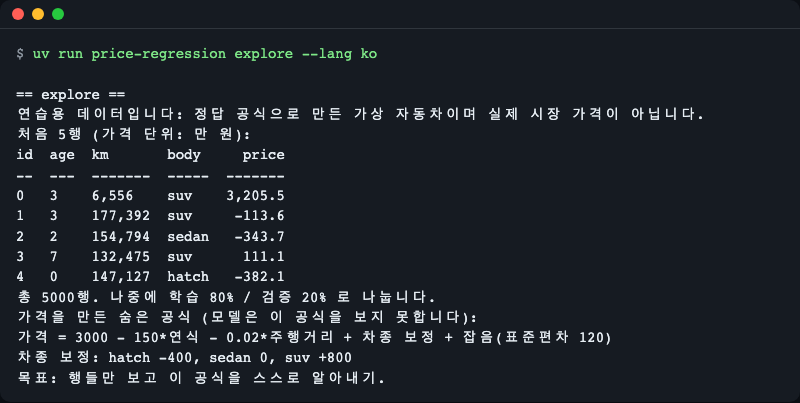 $ uv run price-regression explore --lang ko
== explore ==
연습용 데이터입니다: 정답 공식으로 만든 가상 자동차이며 실제 시장 가격이 아닙니다.
처음 5행 (가격 단위: 만 원):
id  age  km       body     price
--  ---  -------  -----  -------
0   3    6,556    suv    3,205.5
1   3    177,392  suv     -113.6
2   2    154,794  sedan   -343.7
3   7    132,475  suv      111.1
4   0    147,127  hatch   -382.1
총 5000행. 나중에 학습 80% / 검증 20% 로 나눕니다.
가격을 만든 숨은 공식 (모델은 이 공식을 보지 못합니다):
가격 = 3000 - 150*연식 - 0.02*주행거리 + 차종 보정 + 잡음(표준편차 120)
차종 보정: hatch -400, sedan 0, suv +800
목표: 행들만 보고 이 공식을 스스로 알아내기.